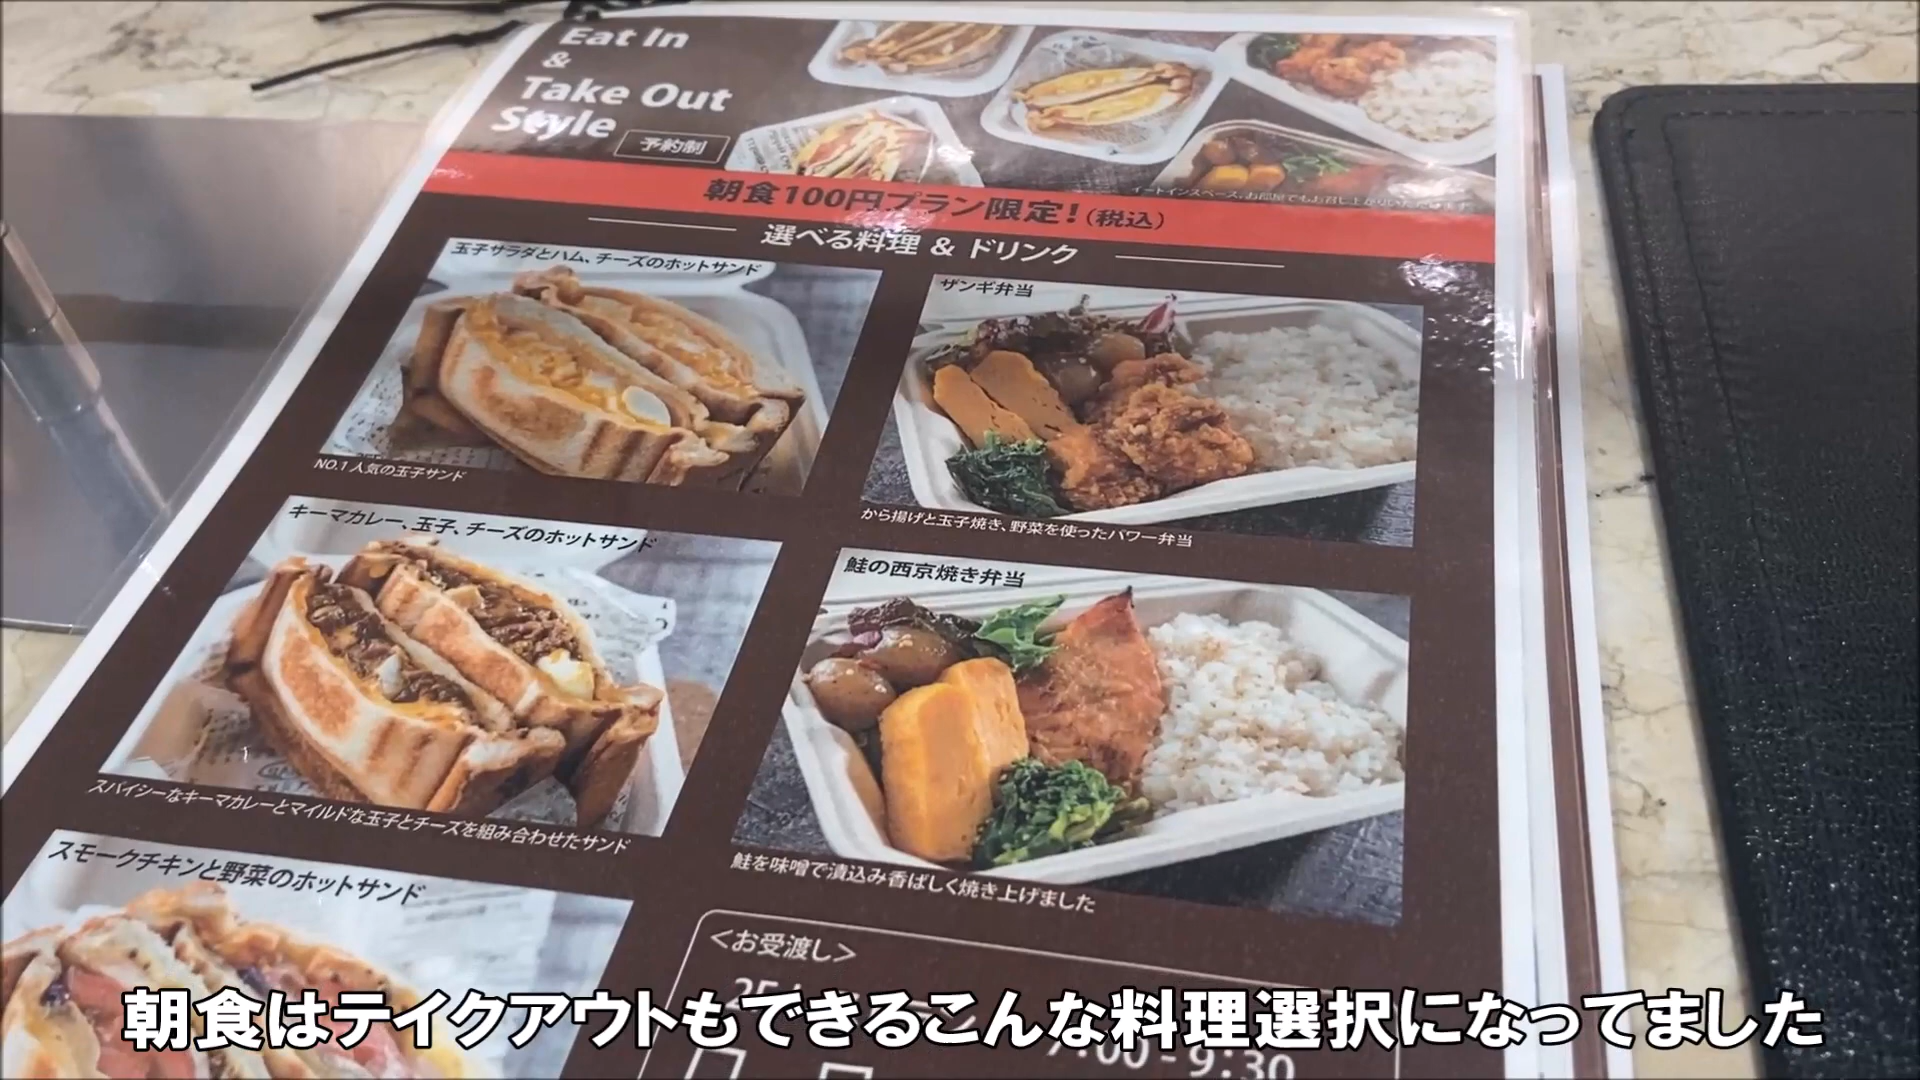 Eat In
&
Take Out
Style
予約制
イートインスペース、お部屋でもお召し上がりいただけます
朝食100円プラン限定!(税込)
選べる料理 & ドリンク
玉子サラダとハム、チーズのホットサンド
NO.1人気の玉子サンド
ザンギ弁当
から揚げと玉子焼き、野菜を使ったパワー弁当
キーマカレー、玉子、チーズのホットサンド
スパイシーなキーマカレーとマイルドな玉子とチーズを組み合わせたサンド
鮭の西京焼き弁当
鮭を味噌で漬込み香ばしく焼き上げました
スモークチキンと野菜のホットサンド
<お受渡し>
7:00-9:30
朝食はテイクアウトもできるこんな料理選択になってました